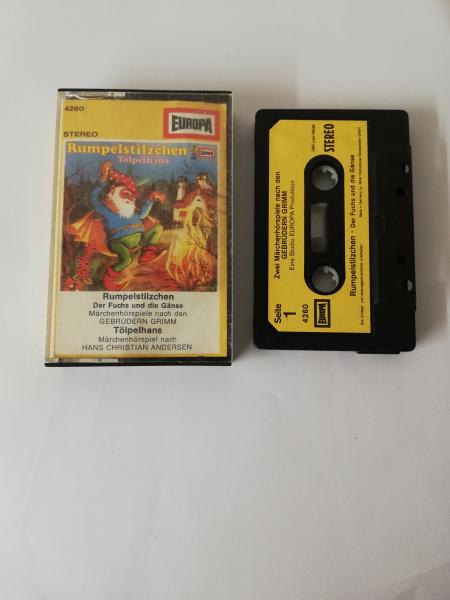 4260
EUROPA
STEREO
Rumpelstilzchen
Tölpelhans
EUROPA
Rumpelstilzchen
Der Fuchs und die Gänse
Märchenhörspiele nach den
GEBRÜDERN GRIMM
Tölpelhans
Märchenhörspiel nach
HANS CHRISTIAN ANDERSEN
STEREO
Zwei Märchenhörspiele nach den
GEBRÜDERN GRIMM
Eine Studio EUROPA-Produktion
Seite
1
4260
EUROPA
Rumpelstilzchen · Der Fuchs und die Gänse